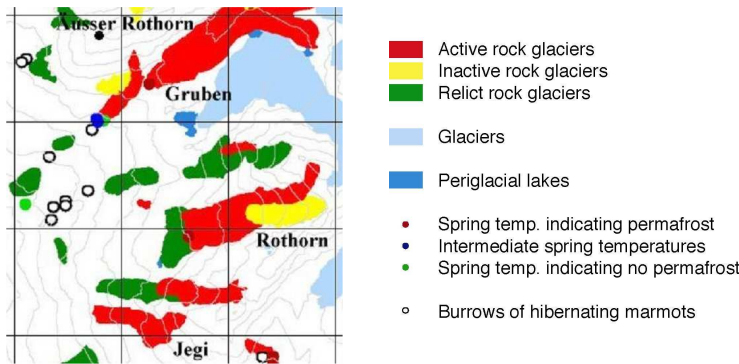 Äusser Rothorn
Gruben
Rothorn
Jegi
Active rock glaciers
Inactive rock glaciers
Relict rock glaciers
Glaciers
Periglacial lakes
Spring temp. indicating permafrost
Intermediate spring temperatures
Spring temp. indicating no permafrost
Burrows of hibernating marmots